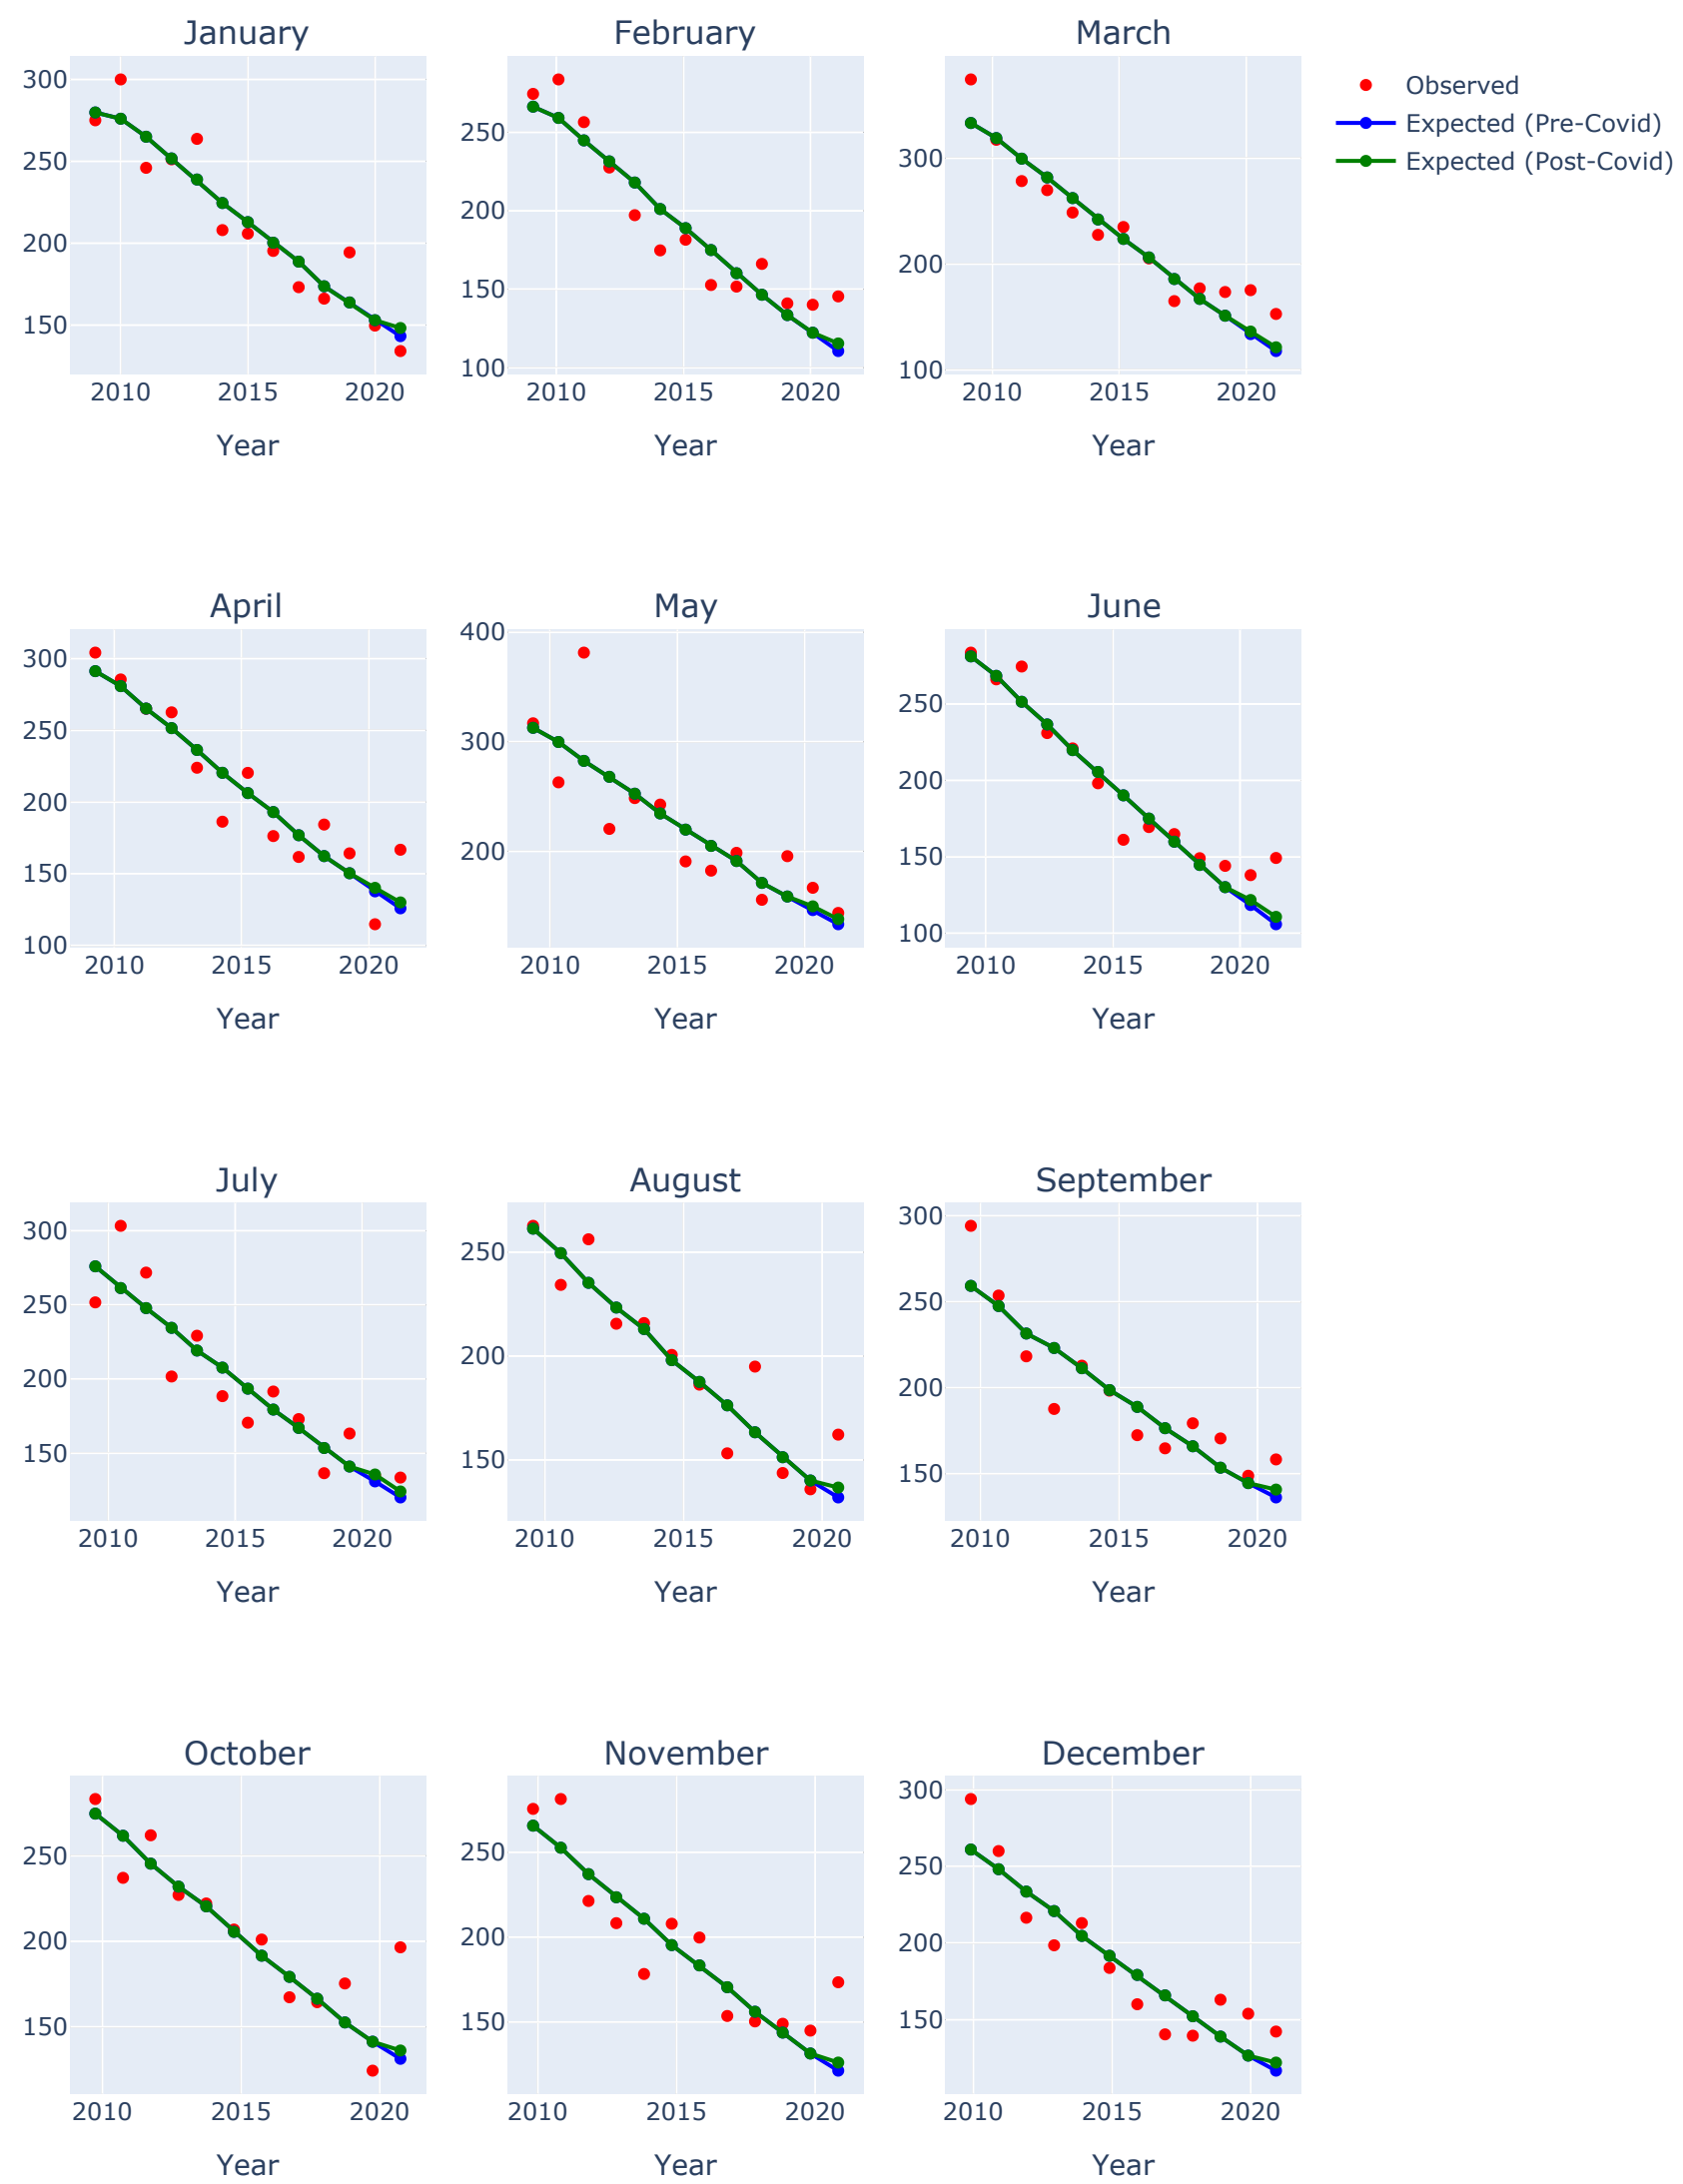 January
February
March
Observed
Expected (Pre-Covid)
Expected (Post-Covid)
300
250
200
150
2010
2015
2020
Year
250
200
150
100
2010
2015
2020
Year
300
200
100
2010
2015
2020
Year
April
May
June
300
250
200
150
100
2010
2015
2020
Year
400
300
200
2010
2015
2020
Year
250
200
150
100
2010
2015
2020
Year
July
August
September
300
250
200
150
2010
2015
2020
Year
250
200
150
2010
2015
2020
Year
300
250
200
150
2010
2015
2020
Year
October
November
December
250
200
150
2010
2015
2020
Year
250
200
150
2010
2015
2020
Year
300
250
200
150
2010
2015
2020
Year